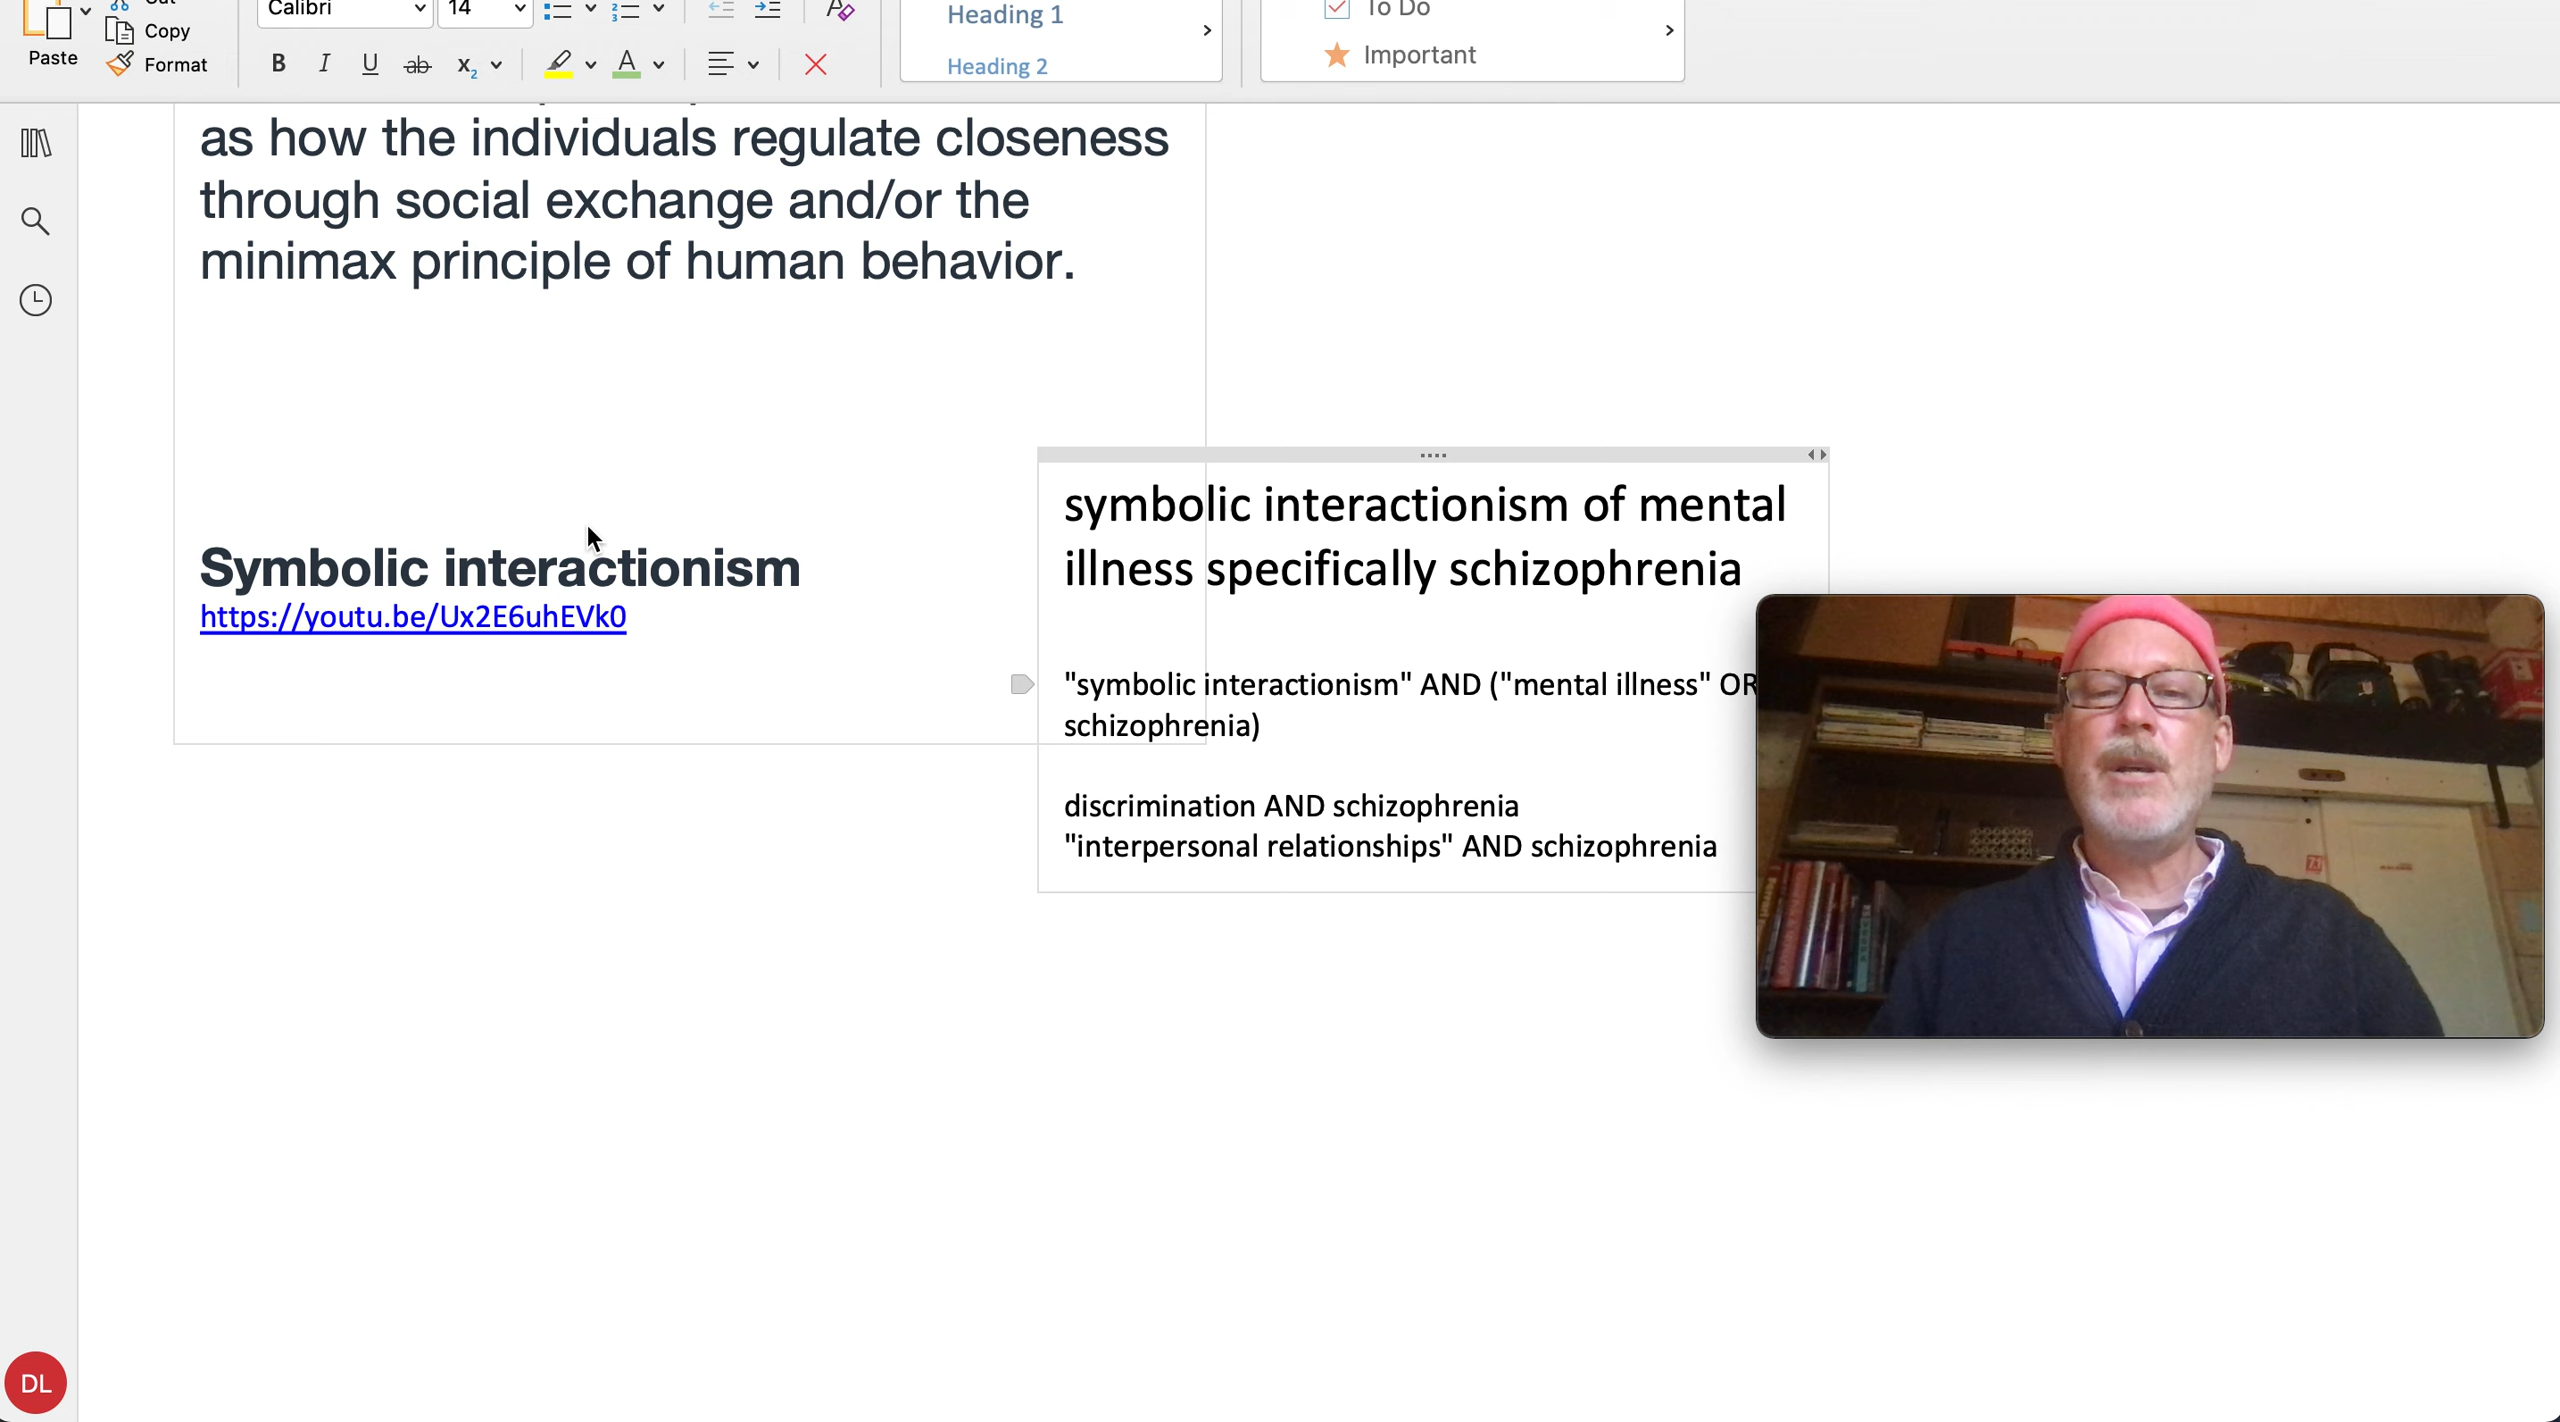 Cut
Calibri
14
Heading 1
To Do
Paste
Copy
Format
B I U ab x2
A
Heading 2
Important
as how the individuals regulate closeness
through social exchange and/or the
minimax principle of human behavior.
Symbolic interactionism
https://youtu.be/Ux2E6uhEVk0
symbolic interactionism of mental
illness specifically schizophrenia
"symbolic interactionism" AND ("mental illness" OR
schizophrenia)
discrimination AND schizophrenia
"interpersonal relationships" AND schizophrenia
DL